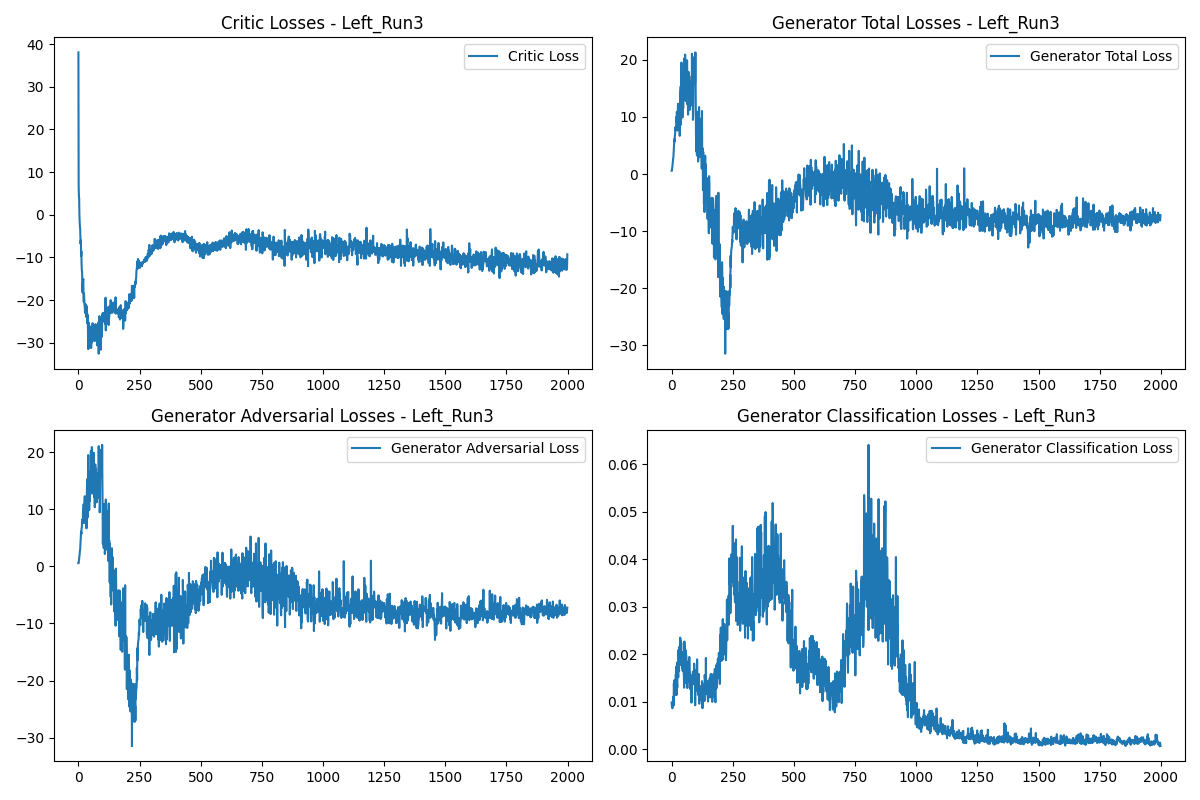 Critic Losses - Left_Run3
40
30
20
10
0
−10
−20
−30
0 250 500 750 1000 1250 1500 1750 2000
Critic Loss
Generator Total Losses - Left_Run3
20
10
0
−10
−20
−30
0 250 500 750 1000 1250 1500 1750 2000
Generator Total Loss
Generator Adversarial Losses - Left_Run3
20
10
0
−10
−20
−30
0 250 500 750 1000 1250 1500 1750 2000
Generator Adversarial Loss
Generator Classification Losses - Left_Run3
0.06
0.05
0.04
0.03
0.02
0.01
0.00
0 250 500 750 1000 1250 1500 1750 2000
Generator Classification Loss